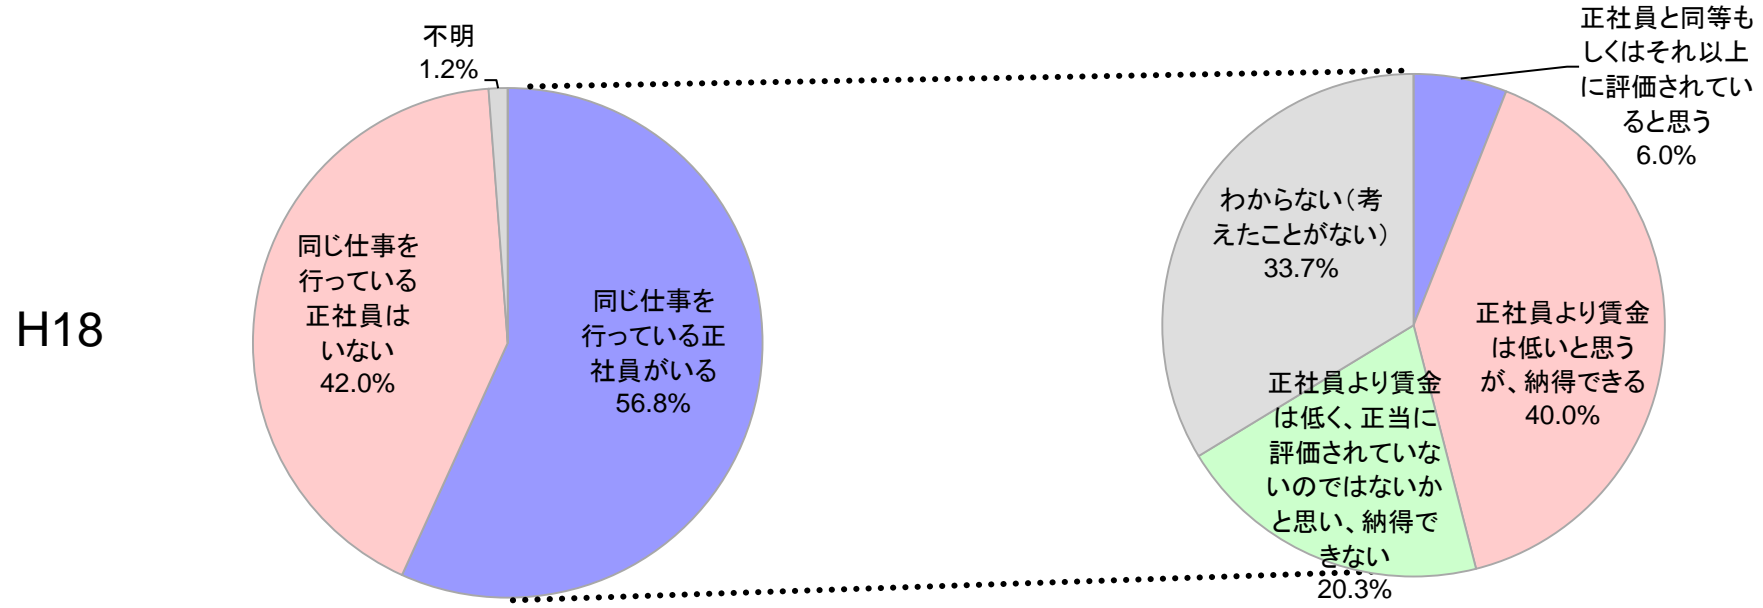 H18
不明
1.2%
同じ仕事を
行っている
正社員は
いない
42.0%
同じ仕事を
行っている正
社員がいる
56.8%
正社員と同等も
しくはそれ以上
に評価されてい
ると思う
6.0%
わからない（考
えたことがない）
33.7%
正社員より賃金
は低いと思う
が、納得できる
40.0%
正社員より賃金
は低く、正当に
評価されていな
いのではないか
と思い、納得で
きない
20.3%